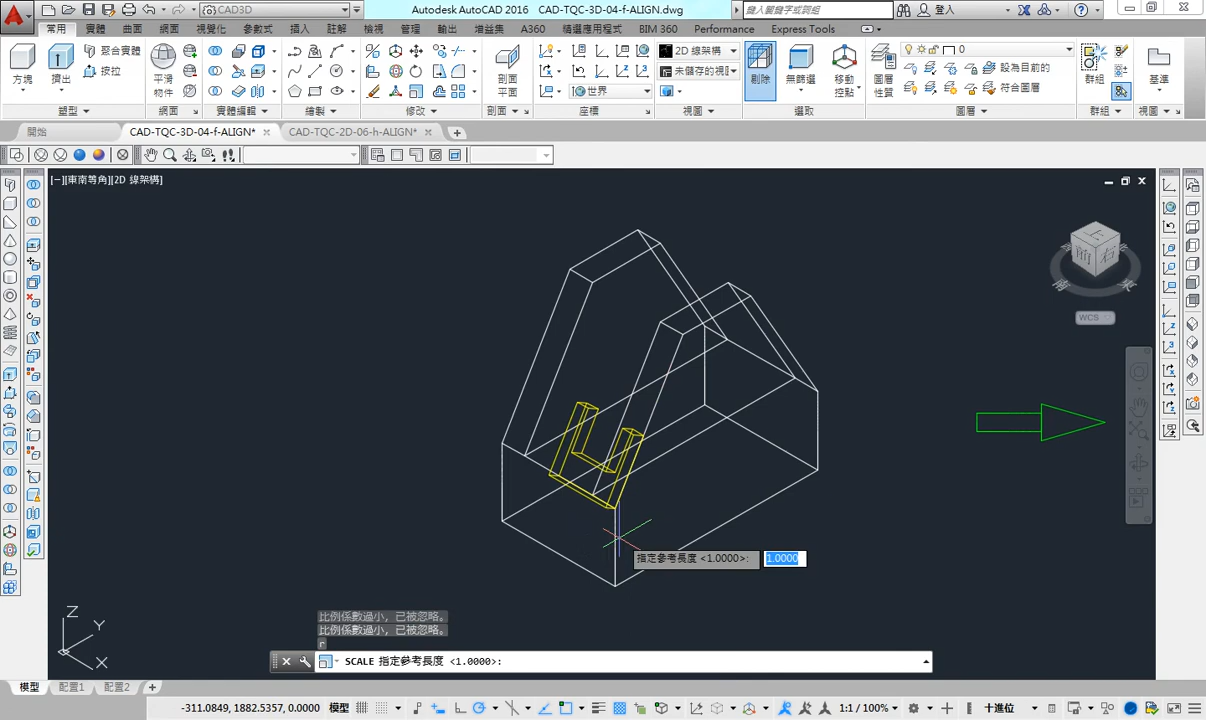 CAD3D
Autodesk AutoCAD 2016 CAD-TQC-3D-04-f-ALIGN.dwg
輸入關鍵字或詞組
登入
常用 實體 曲面 網面 視覺化 參數式 插入 註解 檢視 管理 輸出 增益集 A360 精選應用程式 BIM 360 Performance Express Tools
方塊
擠出
聚合實體
按拉
平滑
物件
剖面
平面
2D 線架構
未儲存的視
世界
剔除
無篩選
移動
控點
圖層
性質
0
設為目前的
符合圖層
群組
基準
塑型 網面 實體編輯 繪製 修改 剖面 座標 視圖 選取 圖層 群組 視圖
開始 CAD-TQC-3D-04-f-ALIGN* CAD-TQC-2D-06-h-ALIGN*
[−][東南等角][2D 線架構]
上
前
右
南
東
WCS
指定參考長度 <1.0000>: 1.0000
Z
Y
X
比例係數過小，已被忽略。
比例係數過小，已被忽略。
r
SCALE 指定參考長度 <1.0000>:
模型 配置1 配置2
-311.0849, 1882.5357, 0.0000 模型 1:1 / 100% 十進位